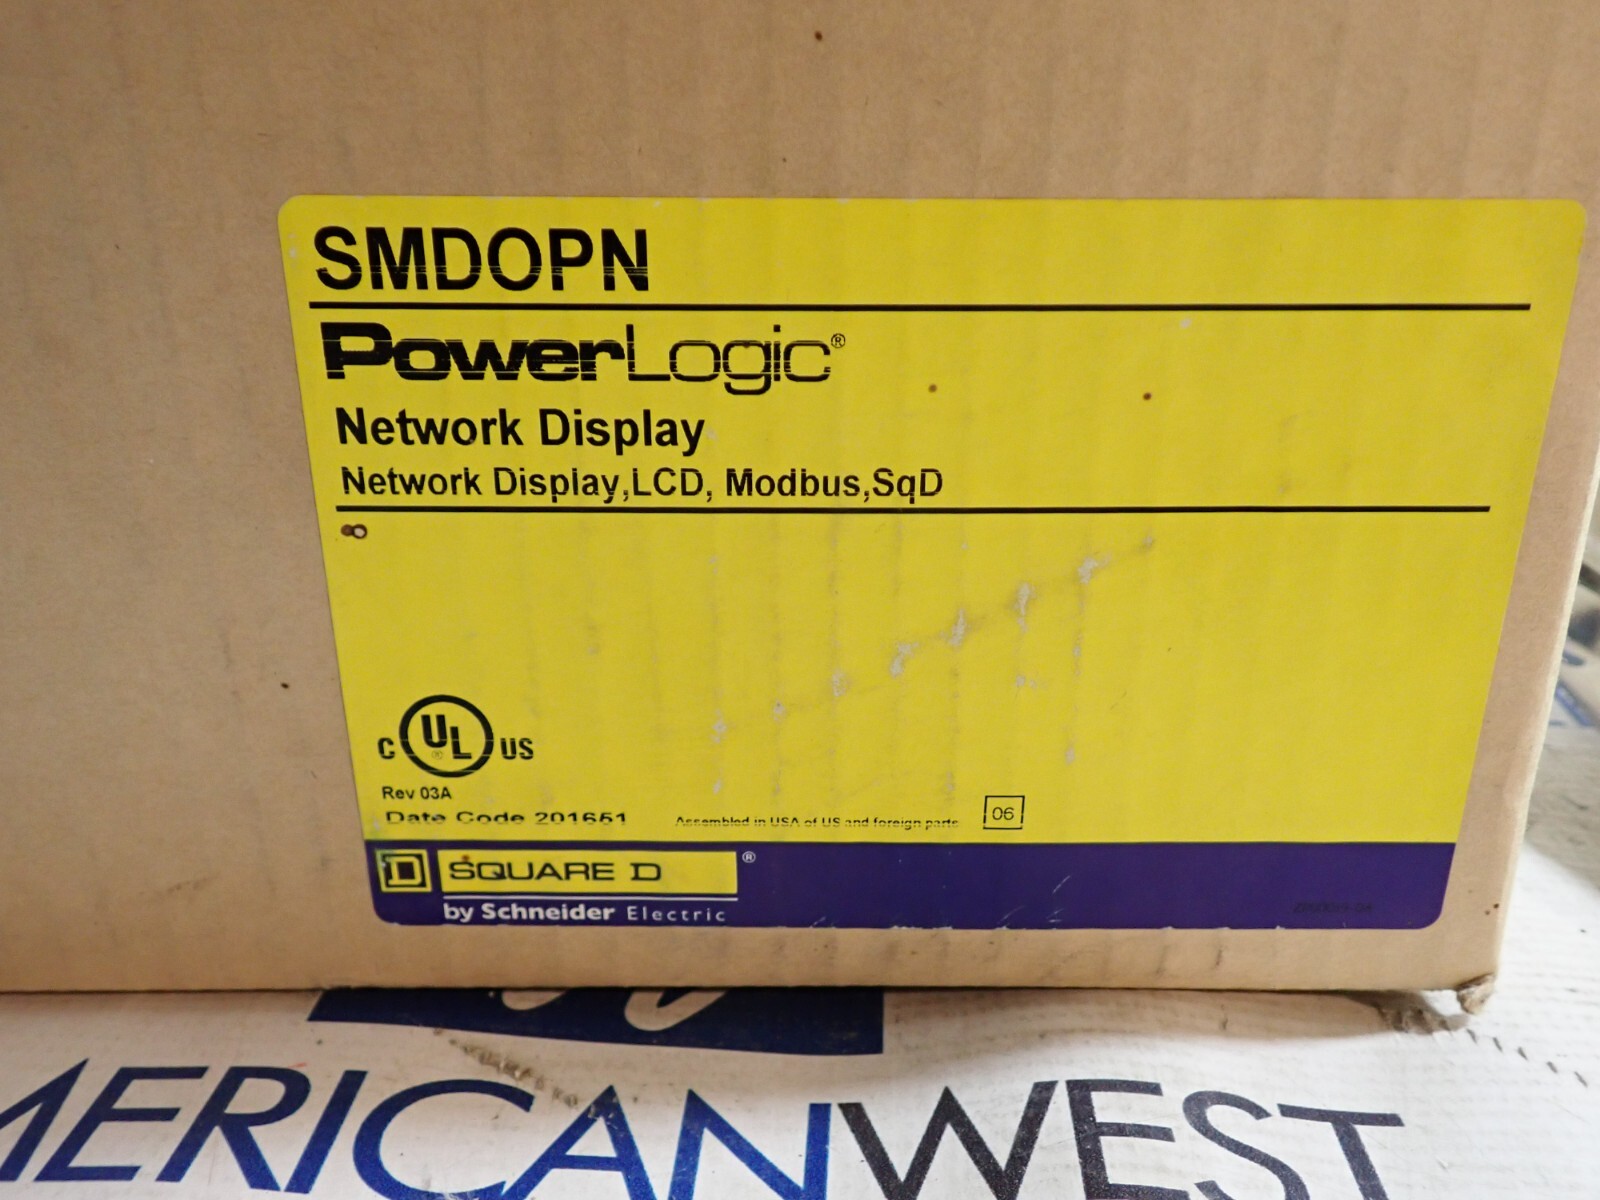 SMDOPN
PowerLogic®
Network Display
Network Display,LCD, Modbus,SqD
C UL® US
Rev 03A
Date Code 201651
Assembled in USA of US and foreign parts 06
D SQUARE D ®
by Schneider Electric
MERICANWEST